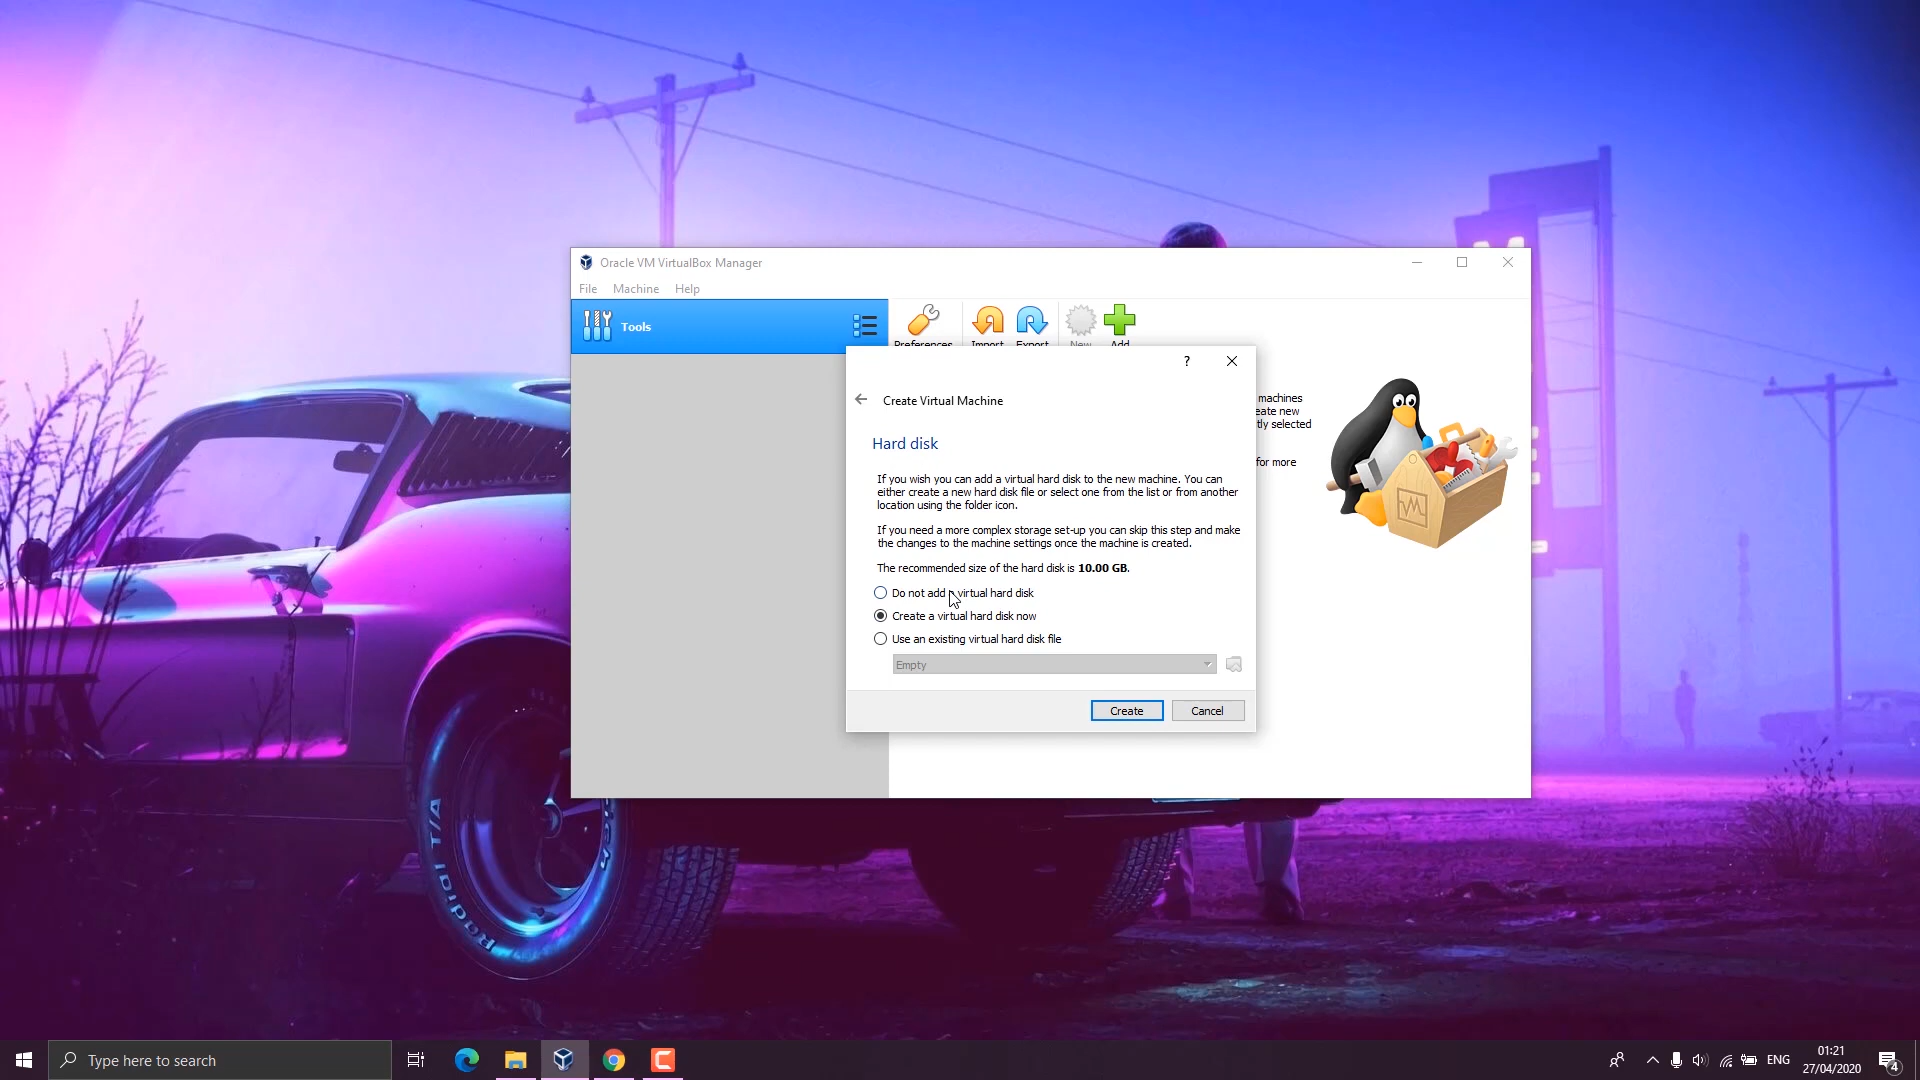 Oracle VM VirtualBox Manager
File Machine Help
Tools
Preferences Import Export New Add
machines
eate new
tly selected
for more
?
Create Virtual Machine
Hard disk
If you wish you can add a virtual hard disk to the new machine. You can
either create a new hard disk file or select one from the list or from another
location using the folder icon.
If you need a more complex storage set-up you can skip this step and make
the changes to the machine settings once the machine is created.
The recommended size of the hard disk is 10.00 GB.
Do not add a virtual hard disk
Create a virtual hard disk now
Use an existing virtual hard disk file
Empty
Create Cancel
Radial T/A
Type here to search
ENG
01:21
27/04/2020
4